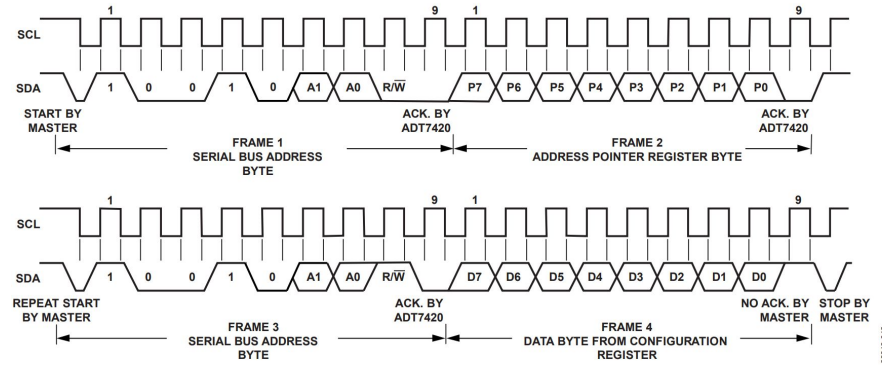 1 9 1 9
SCL
SDA 1 0 0 1 0 A1 A0 R/W̅ P7 P6 P5 P4 P3 P2 P1 P0
START BY
MASTER
ACK. BY
ADT7420
ACK. BY
ADT7420
FRAME 1
SERIAL BUS ADDRESS
BYTE
FRAME 2
ADDRESS POINTER REGISTER BYTE
1 9 1 9
SCL
SDA 1 0 0 1 0 A1 A0 R/W̅ D7 D6 D5 D4 D3 D2 D1 D0
REPEAT START
BY MASTER
ACK. BY
ADT7420
NO ACK. BY
MASTER
STOP BY
MASTER
FRAME 3
SERIAL BUS ADDRESS
BYTE
FRAME 4
DATA BYTE FROM CONFIGURATION
REGISTER